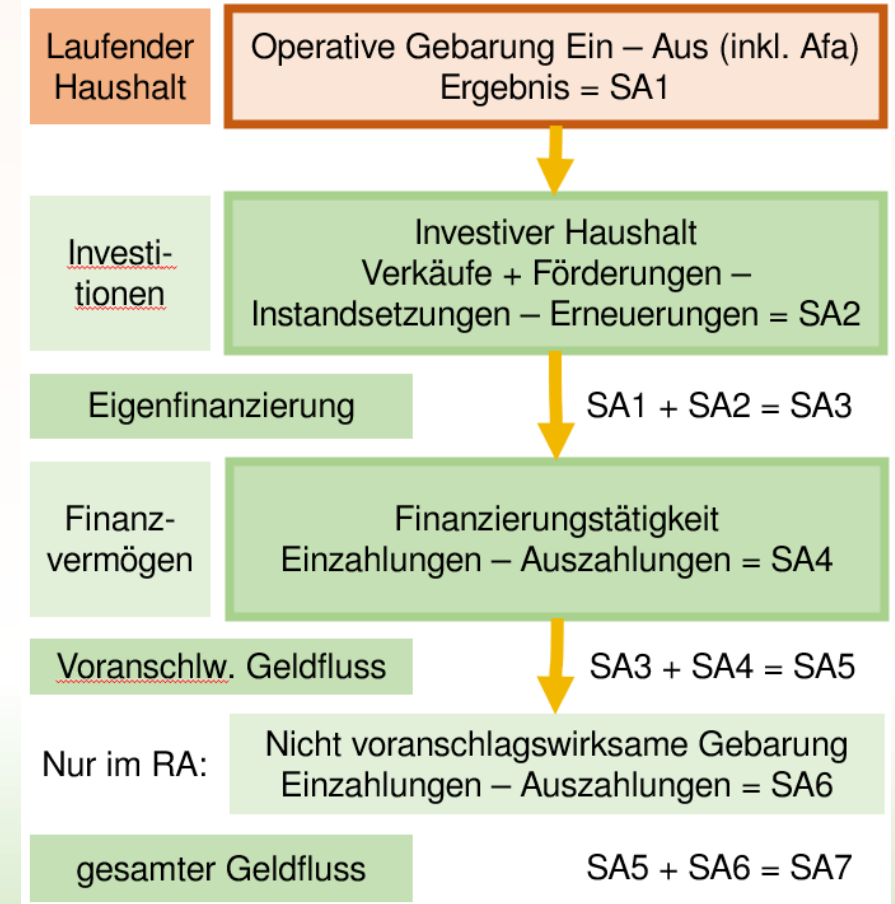 Laufender
Haushalt
Operative Gebarung Ein – Aus (inkl. Afa)
Ergebnis = SA1
Investi-
tionen
Investiver Haushalt
Verkäufe + Förderungen –
Instandsetzungen – Erneuerungen = SA2
Eigenfinanzierung
SA1 + SA2 = SA3
Finanz-
vermögen
Finanzierungstätigkeit
Einzahlungen – Auszahlungen = SA4
Voranschlw. Geldfluss
SA3 + SA4 = SA5
Nur im RA:
Nicht voranschlagswirksame Gebarung
Einzahlungen – Auszahlungen = SA6
gesamter Geldfluss
SA5 + SA6 = SA7